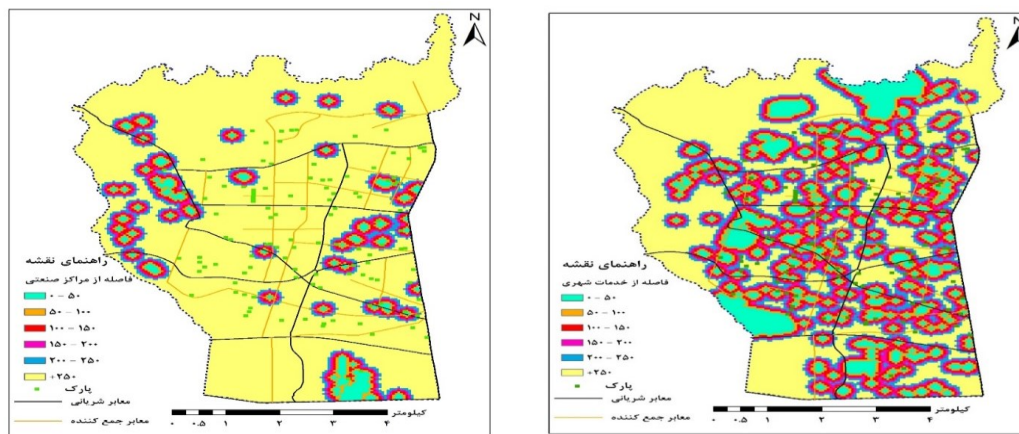 N
راهنمای نقشه
فاصله از مراکز صنعتی
۰ - ۵۰
۵۰ - ۱۰۰
۱۰۰ - ۱۵۰
۱۵۰ - ۲۰۰
۲۰۰ - ۲۵۰
+۲۵۰
پارک
معابر شریانی
معابر جمع کننده
۰ ۰.۵ ۱ ۲ ۳ ۴
کیلومتر
N
راهنمای نقشه
فاصله از خدمات شهری
۰ - ۵۰
۵۰ - ۱۰۰
۱۰۰ - ۱۵۰
۱۵۰ - ۲۰۰
۲۰۰ - ۲۵۰
+۲۵۰
پارک
معابر شریانی
معابر جمع کننده
۰ ۰.۵ ۱ ۲ ۳ ۴
کیلومتر